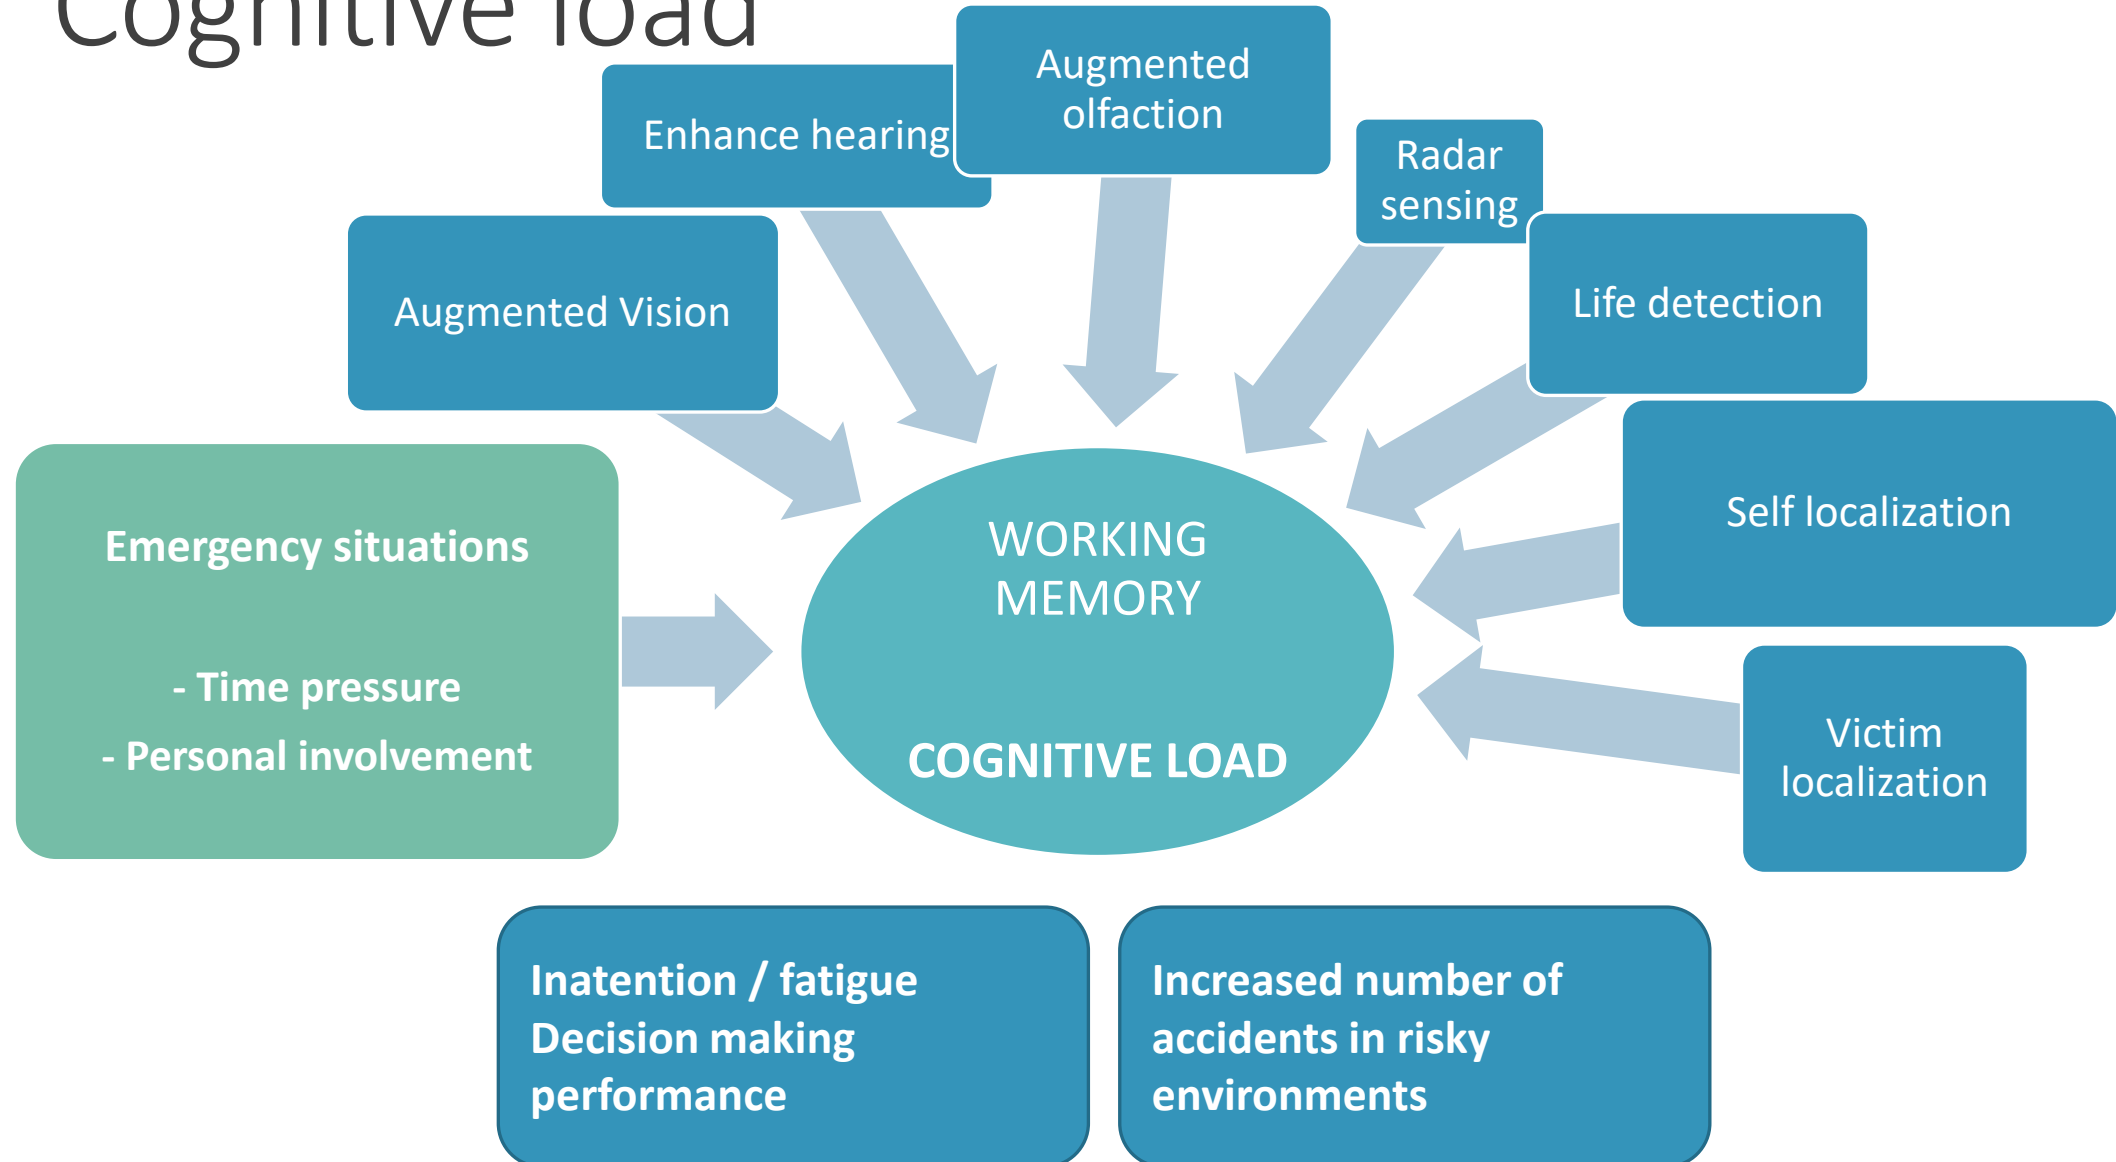 Cognitive load
Augmented
olfaction
Enhance hearing
Radar
sensing
Augmented Vision
Life detection
Self localization
Emergency situations
- Time pressure
- Personal involvement
WORKING
MEMORY
COGNITIVE LOAD
Victim
localization
Inatention / fatigue
Decision making
performance
Increased number of
accidents in risky
environments